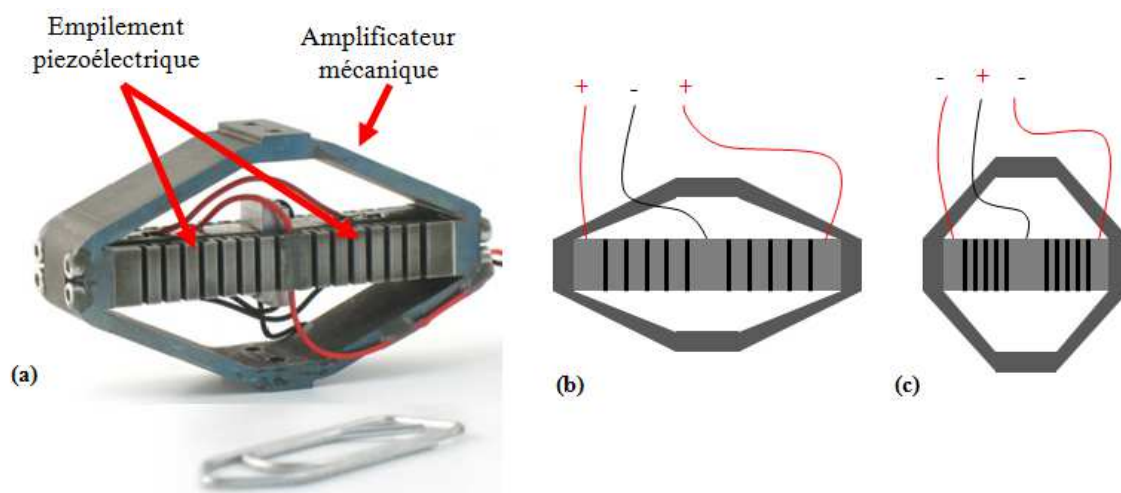 Empilement
piezoélectrique
Amplificateur
mécanique
+
-
+
-
+
-
(a)
(b)
(c)